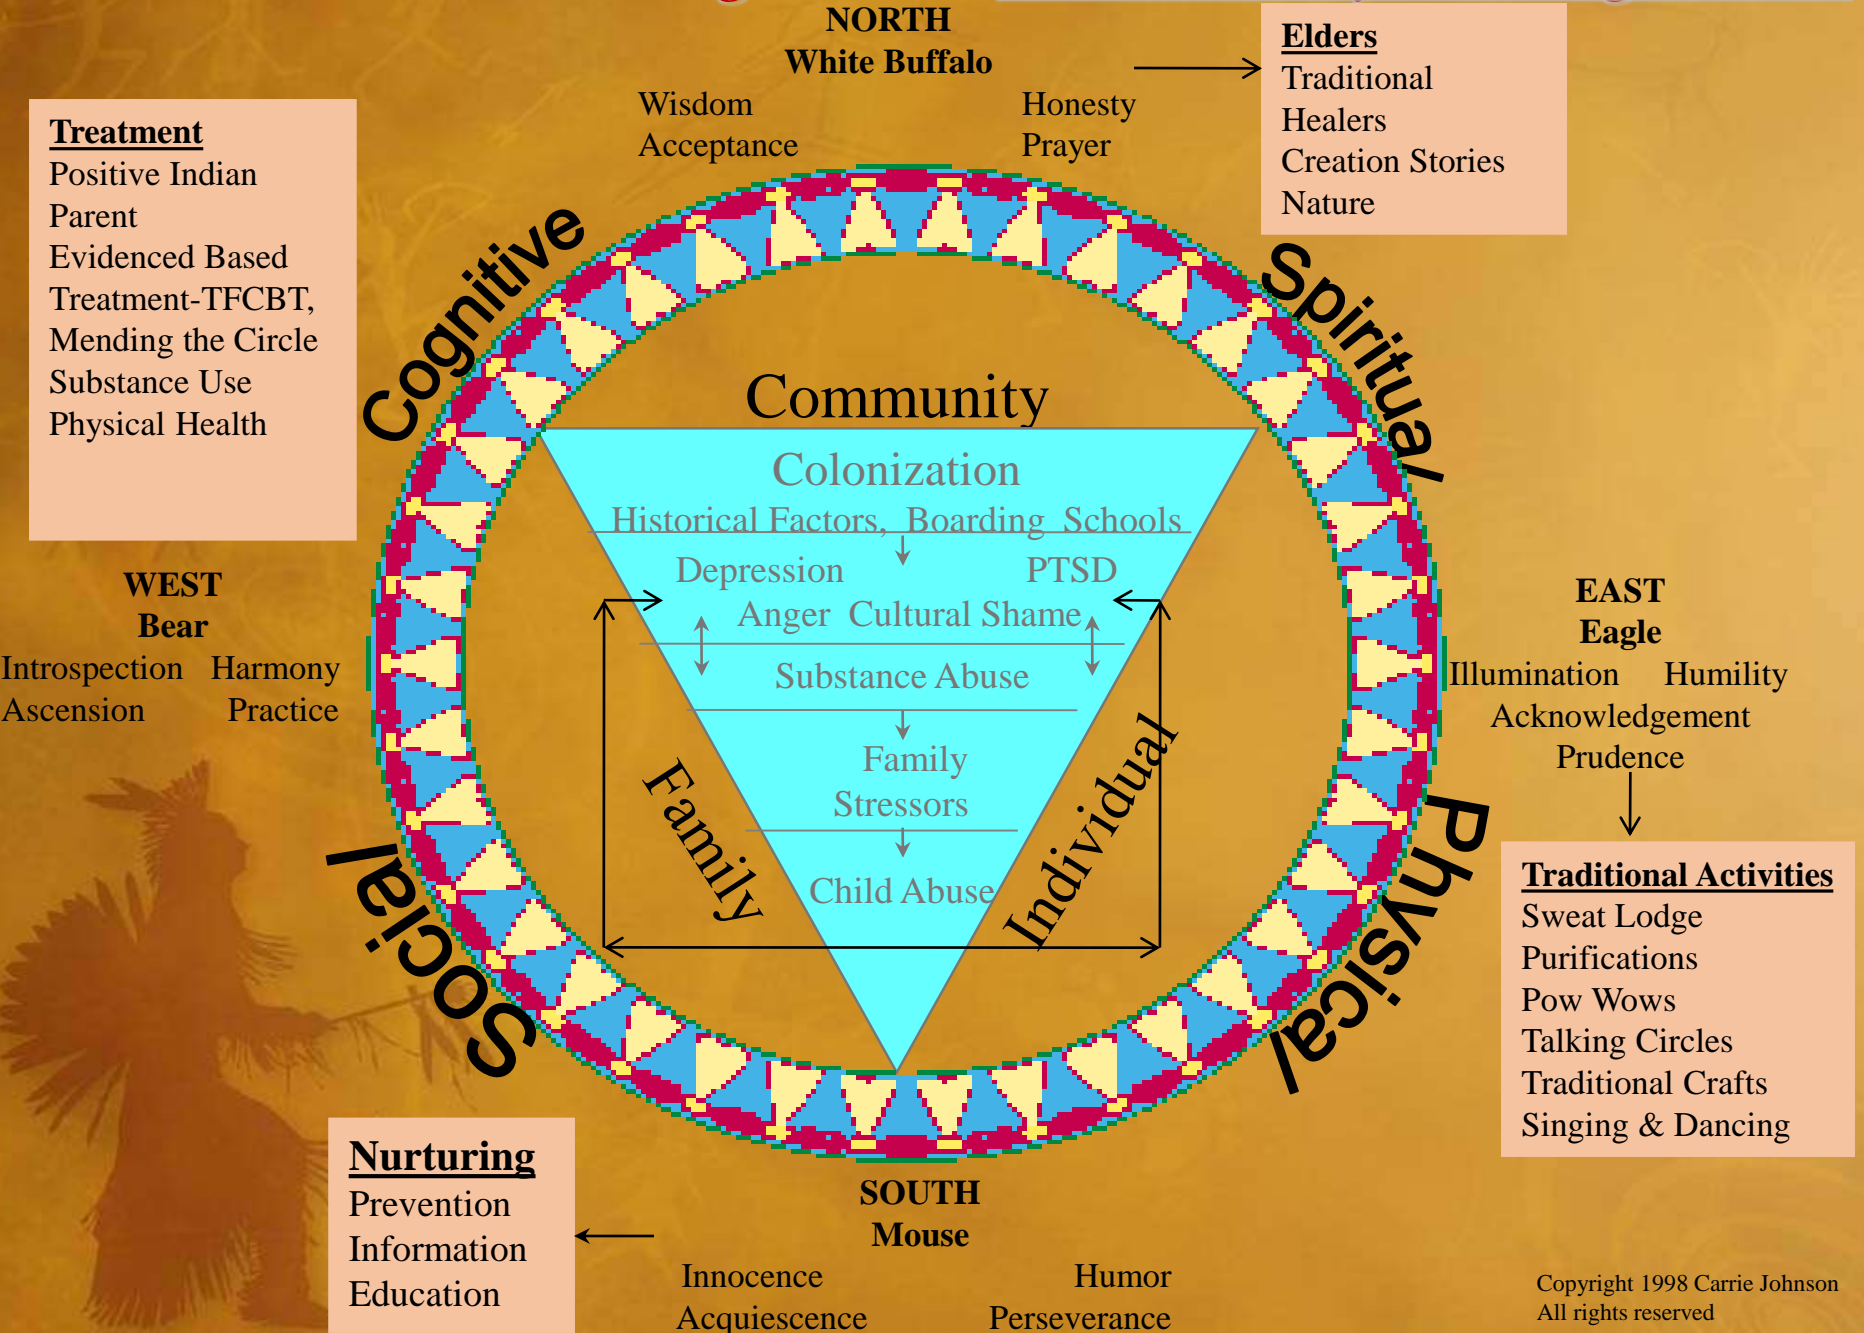 NORTH
White Buffalo
Wisdom Honesty
Acceptance Prayer
Elders
Traditional
Healers
Creation Stories
Nature
Treatment
Positive Indian
Parent
Evidenced Based
Treatment-TFCBT,
Mending the Circle
Substance Use
Physical Health
Cognitive
Spiritual
Community
Colonization
Historical Factors, Boarding Schools
Depression PTSD
Anger Cultural Shame
Substance Abuse
Family
Stressors
Child Abuse
Family
Individual
WEST
Bear
Introspection Harmony
Ascension Practice
EAST
Eagle
Illumination Humility
Acknowledgement
Prudence
Social
Physical
Traditional Activities
Sweat Lodge
Purifications
Pow Wows
Talking Circles
Traditional Crafts
Singing & Dancing
Nurturing
Prevention
Information
Education
SOUTH
Mouse
Innocence Humor
Acquiescence Perseverance
Copyright 1998 Carrie Johnson
All rights reserved